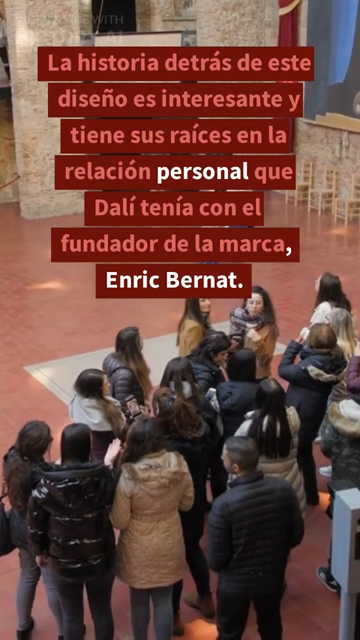 La historia detrás de este
diseño es interesante y
tiene sus raíces en la
relación personal que
Dalí tenía con el
fundador de la marca,
Enric Bernat.